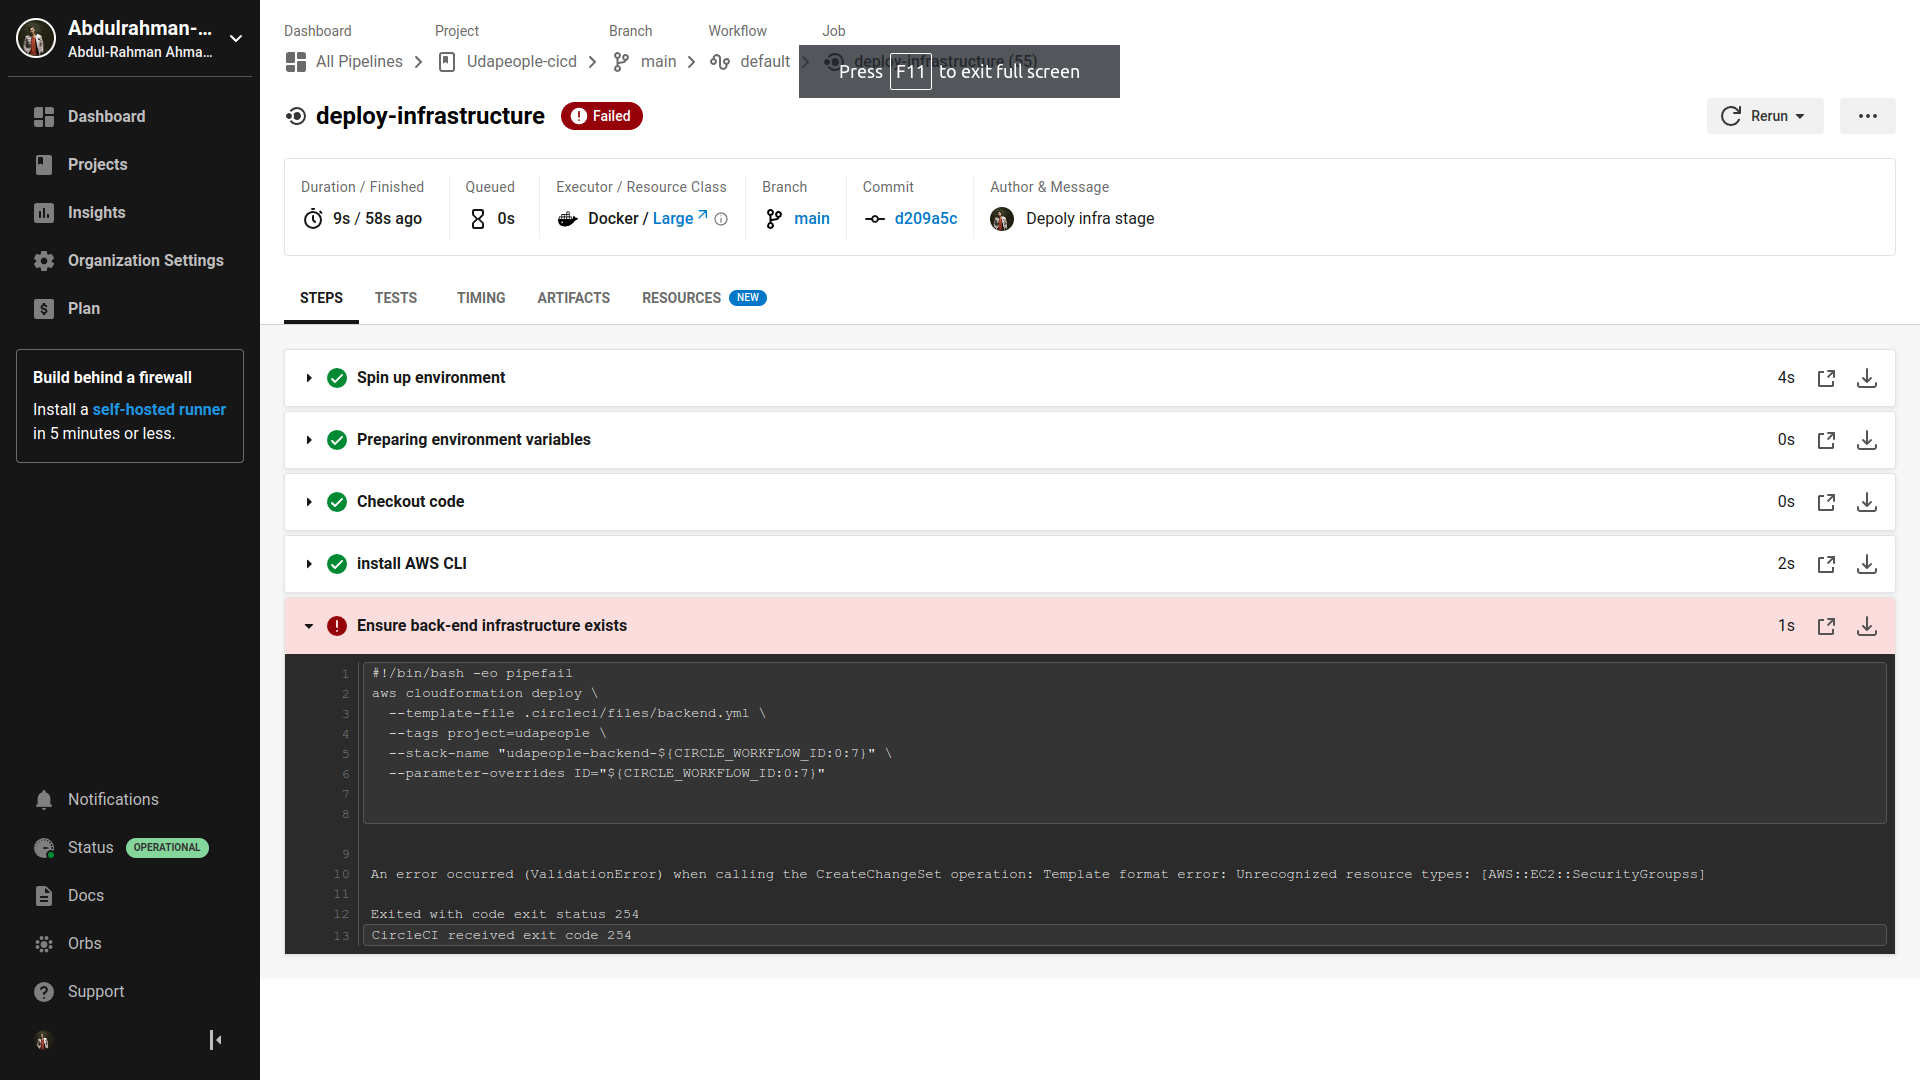 Abdulrahman-...
Abdul-Rahman Ahma...
Dashboard
Projects
Insights
Organization Settings
Plan
Build behind a firewall
Install a self-hosted runner
in 5 minutes or less.
Notifications
Status OPERATIONAL
Docs
Orbs
Support
Dashboard Project Branch Workflow Job
All Pipelines Udapeople-cicd main default deploy-infrastructure (55)
Press F11 to exit full screen
deploy-infrastructure Failed
Rerun
Duration / Finished Queued Executor / Resource Class Branch Commit Author & Message
9s / 58s ago 0s Docker / Large main d209a5c Depoly infra stage
STEPS TESTS TIMING ARTIFACTS RESOURCES NEW
Spin up environment 4s
Preparing environment variables 0s
Checkout code 0s
install AWS CLI 2s
Ensure back-end infrastructure exists 1s
1 #!/bin/bash -eo pipefail
2 aws cloudformation deploy \
3 --template-file .circleci/files/backend.yml \
4 --tags project=udapeople \
5 --stack-name "udapeople-backend-${CIRCLE_WORKFLOW_ID:0:7}" \
6 --parameter-overrides ID="${CIRCLE_WORKFLOW_ID:0:7}"
7
8
9
10 An error occurred (ValidationError) when calling the CreateChangeSet operation: Template format error: Unrecognized resource types: [AWS::EC2::SecurityGroupss]
11
12 Exited with code exit status 254
13 CircleCI received exit code 254